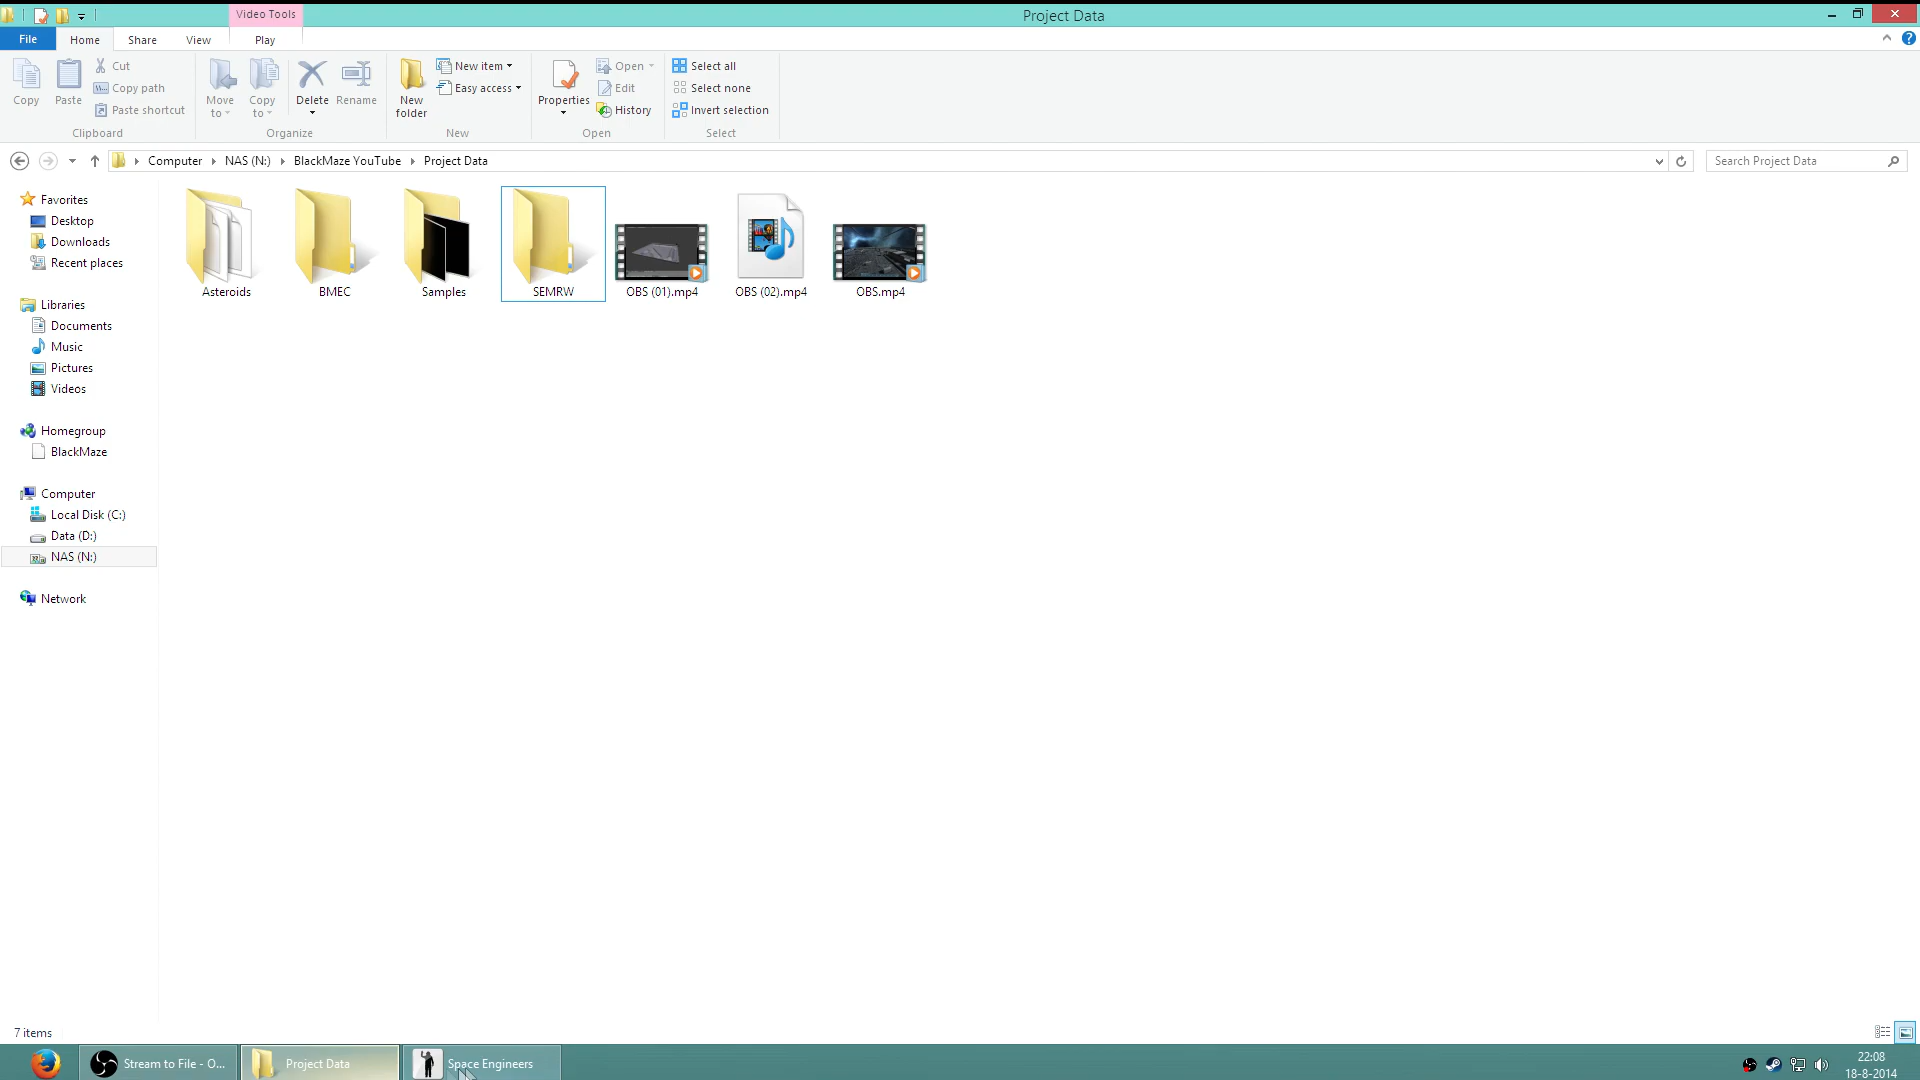 Video Tools
Project Data
File
Home
Share
View
Play
Copy
Paste
Cut
Copy path
Paste shortcut
Clipboard
Move to
Copy to
Delete
Rename
Organize
New folder
New item
Easy access
New
Properties
Open
Edit
History
Open
Select all
Select none
Invert selection
Select
Computer
NAS (N:)
BlackMaze YouTube
Project Data
Search Project Data
Favorites
Desktop
Downloads
Recent places
Libraries
Documents
Music
Pictures
Videos
Homegroup
BlackMaze
Computer
Local Disk (C:)
Data (D:)
NAS (N:)
Network
Asteroids
BMEC
Samples
SEMRW
OBS (01).mp4
OBS (02).mp4
OBS.mp4
7 items
Stream to File - O...
Project Data
Space Engineers
22:08
18-8-2014